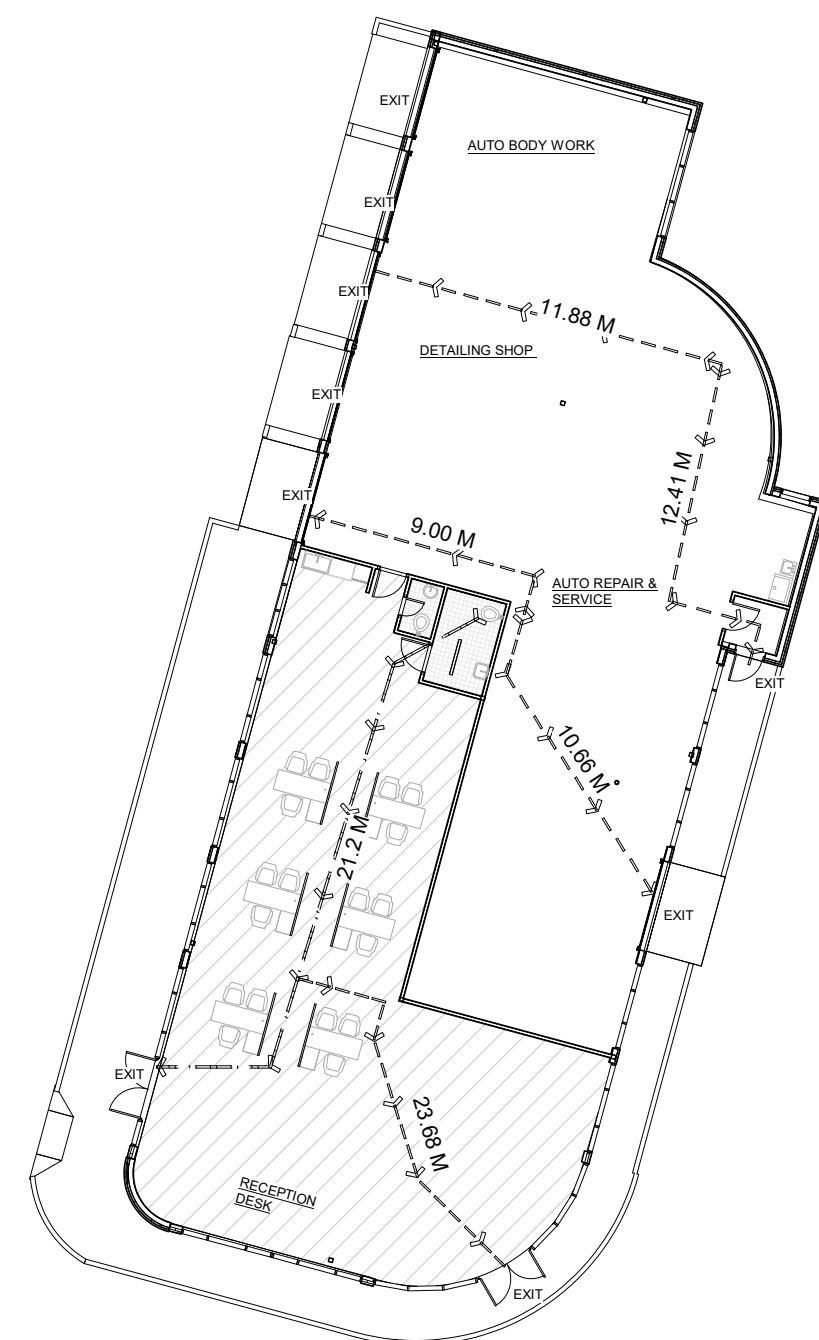 EXIT
AUTO BODY WORK
EXIT
EXIT
11.88 M
DETAILING SHOP
EXIT
12.41 M
EXIT
9.00 M
AUTO REPAIR &
SERVICE
EXIT
10.66 M
21.2 M
EXIT
EXIT
23.68 M
RECEPTION
DESK
EXIT